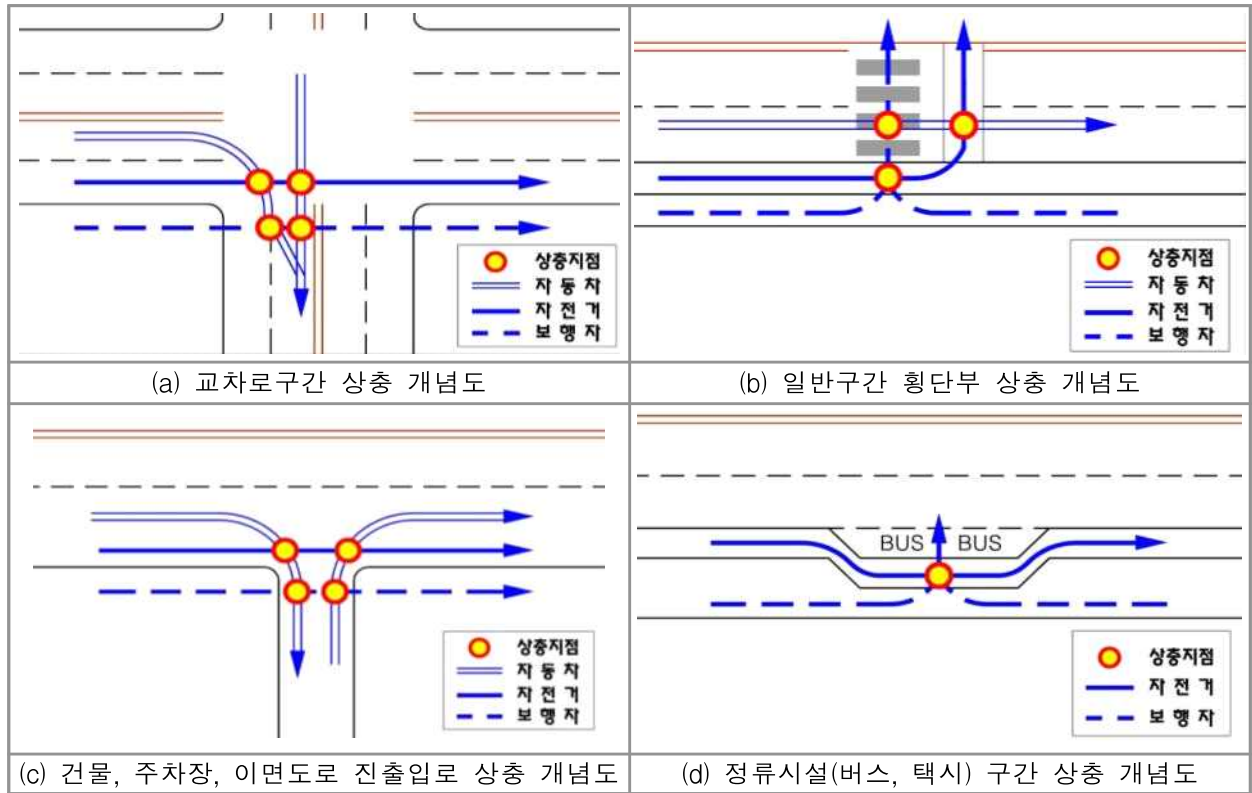 상충지점
자동차
자전거
보행자
(a) 교차로구간 상충 개념도
상충지점
자동차
자전거
보행자
(b) 일반구간 횡단부 상충 개념도
상충지점
자동차
자전거
보행자
(c) 건물, 주차장, 이면도로 진출입로 상충 개념도
BUS BUS
상충지점
자전거
보행자
(d) 정류시설(버스, 택시) 구간 상충 개념도